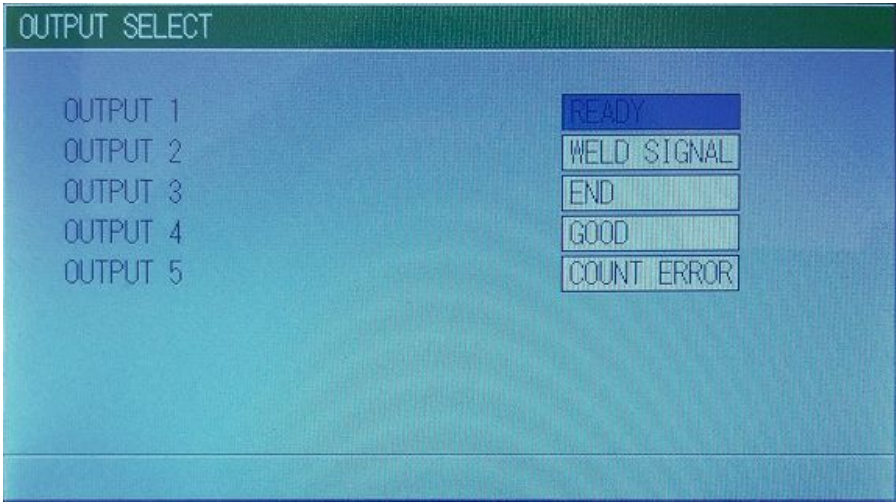 OUTPUT SELECT
OUTPUT 1 READY
OUTPUT 2 WELD SIGNAL
OUTPUT 3 END
OUTPUT 4 GOOD
OUTPUT 5 COUNT ERROR